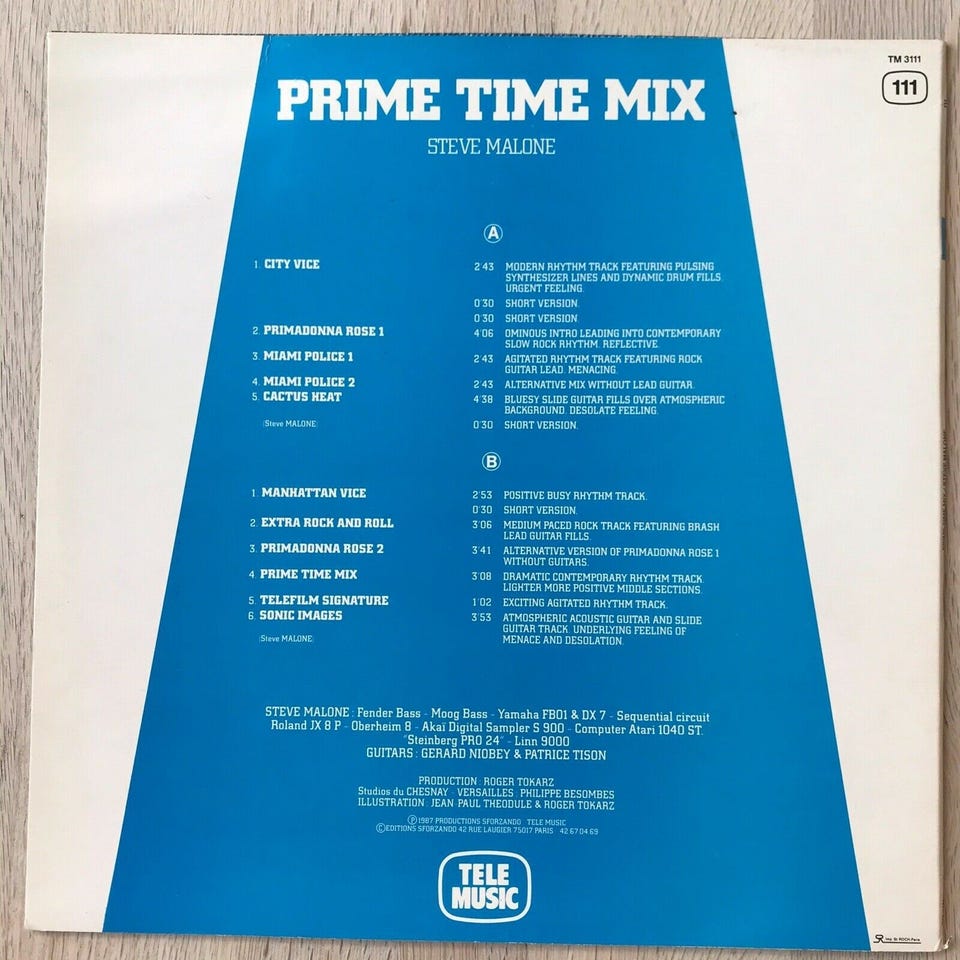 TM 3111
111
PRIME TIME MIX
STEVE MALONE
A
1. CITY VICE 2'43 MODERN RHYTHM TRACK FEATURING PULSING
SYNTHESIZER LINES AND DYNAMIC DRUM FILLS.
URGENT FEELING.
0'30 SHORT VERSION.
0'30 SHORT VERSION.
2. PRIMADONNA ROSE 1 4'06 OMINOUS INTRO LEADING INTO CONTEMPORARY
SLOW ROCK RHYTHM. REFLECTIVE.
3. MIAMI POLICE 1 2'43 AGITATED RHYTHM TRACK FEATURING ROCK
GUITAR LEAD. MENACING.
4. MIAMI POLICE 2 2'43 ALTERNATIVE MIX WITHOUT LEAD GUITAR.
5. CACTUS HEAT 4'38 BLUESY SLIDE GUITAR FILLS OVER ATMOSPHERIC
BACKGROUND. DESOLATE FEELING.
(Steve MALONE) 0'30 SHORT VERSION.
B
1. MANHATTAN VICE 2'53 POSITIVE BUSY RHYTHM TRACK.
0'30 SHORT VERSION.
2. EXTRA ROCK AND ROLL 3'06 MEDIUM PACED ROCK TRACK FEATURING BRASH
LEAD GUITAR FILLS.
3. PRIMADONNA ROSE 2 3'41 ALTERNATIVE VERSION OF PRIMADONNA ROSE 1
WITHOUT GUITARS.
4. PRIME TIME MIX 3'08 DRAMATIC CONTEMPORARY RHYTHM TRACK.
LIGHTER MORE POSITIVE MIDDLE SECTIONS.
5. TELEFILM SIGNATURE 1'02 EXCITING AGITATED RHYTHM TRACK.
6. SONIC IMAGES 3'53 ATMOSPHERIC ACOUSTIC GUITAR AND SLIDE
GUITAR TRACK. UNDERLYING FEELING OF
(Steve MALONE) MENACE AND DESOLATION.
STEVE MALONE : Fender Bass - Moog Bass - Yamaha FB01 & DX 7 - Sequential circuit
Roland JX 8 P - Oberheim 8 - Akaï Digital Sampler S 900 - Computer Atari 1040 ST.
"Steinberg PRO 24" - Linn 9000
GUITARS : GERARD NIOBEY & PATRICE TISON
PRODUCTION : ROGER TOKARZ
Studios du CHESNAY - VERSAILLES : PHILIPPE BESOMBES
ILLUSTRATION : JEAN-PAUL THEODULE & ROGER TOKARZ
Ⓟ 1987 PRODUCTIONS SFORZANDO TELE MUSIC
© EDITIONS SFORZANDO 42 RUE LAUGIER 75017 PARIS 42 67 04 69
TELE
MUSIC
SR Imp. St ROCH.Paris